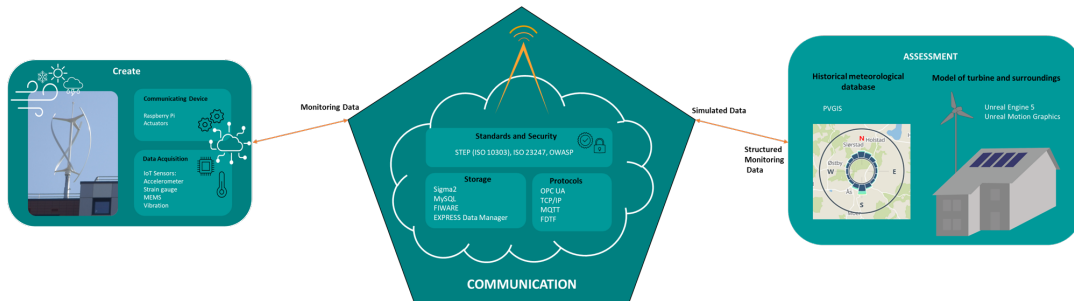 Create
Communicating Device
Raspberry Pi
Actuators
Data Acquisition
IoT Sensors:
Accelerometer
Strain gauge
MEMS
Vibration
Monitoring Data
Standards and Security
STEP (ISO 10303), ISO 23247, OWASP
Storage
Sigma2
MySQL
FIWARE
EXPRESS Data Manager
Protocols
OPC UA
TCP/IP
MQTT
FDTF
COMMUNICATION
Simulated Data
Structured
Monitoring
Data
ASSESSMENT
Historical meteorological
database
PVGIS
N
Holstad
Østby
W
E
Ås
S
Model of turbine and surroundings
Unreal Engine 5
Unreal Motion Graphics